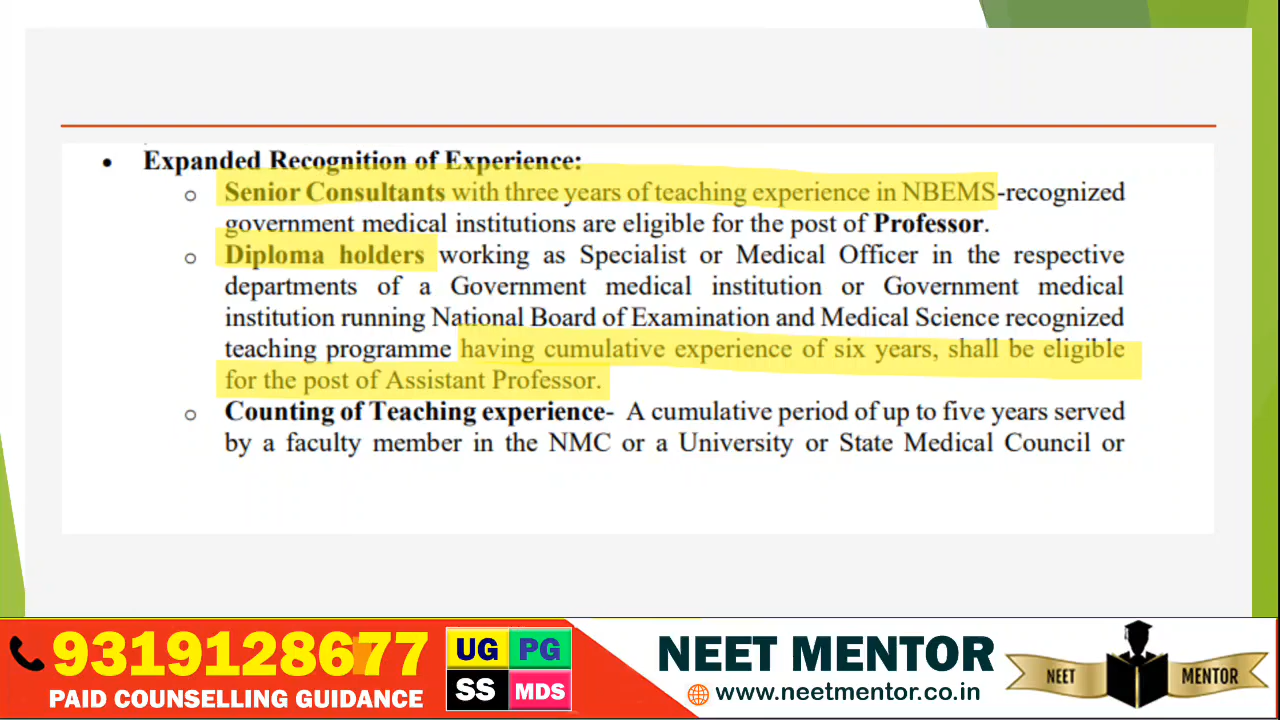 • Expanded Recognition of Experience:
o Senior Consultants with three years of teaching experience in NBEMS-recognized
government medical institutions are eligible for the post of Professor.
o Diploma holders working as Specialist or Medical Officer in the respective
departments of a Government medical institution or Government medical
institution running National Board of Examination and Medical Science recognized
teaching programme having cumulative experience of six years, shall be eligible
for the post of Assistant Professor.
o Counting of Teaching experience- A cumulative period of up to five years served
by a faculty member in the NMC or a University or State Medical Council or
9319128677
PAID COUNSELLING GUIDANCE
UG PG
SS MDS
NEET MENTOR
www.neetmentor.co.in
NEET MENTOR